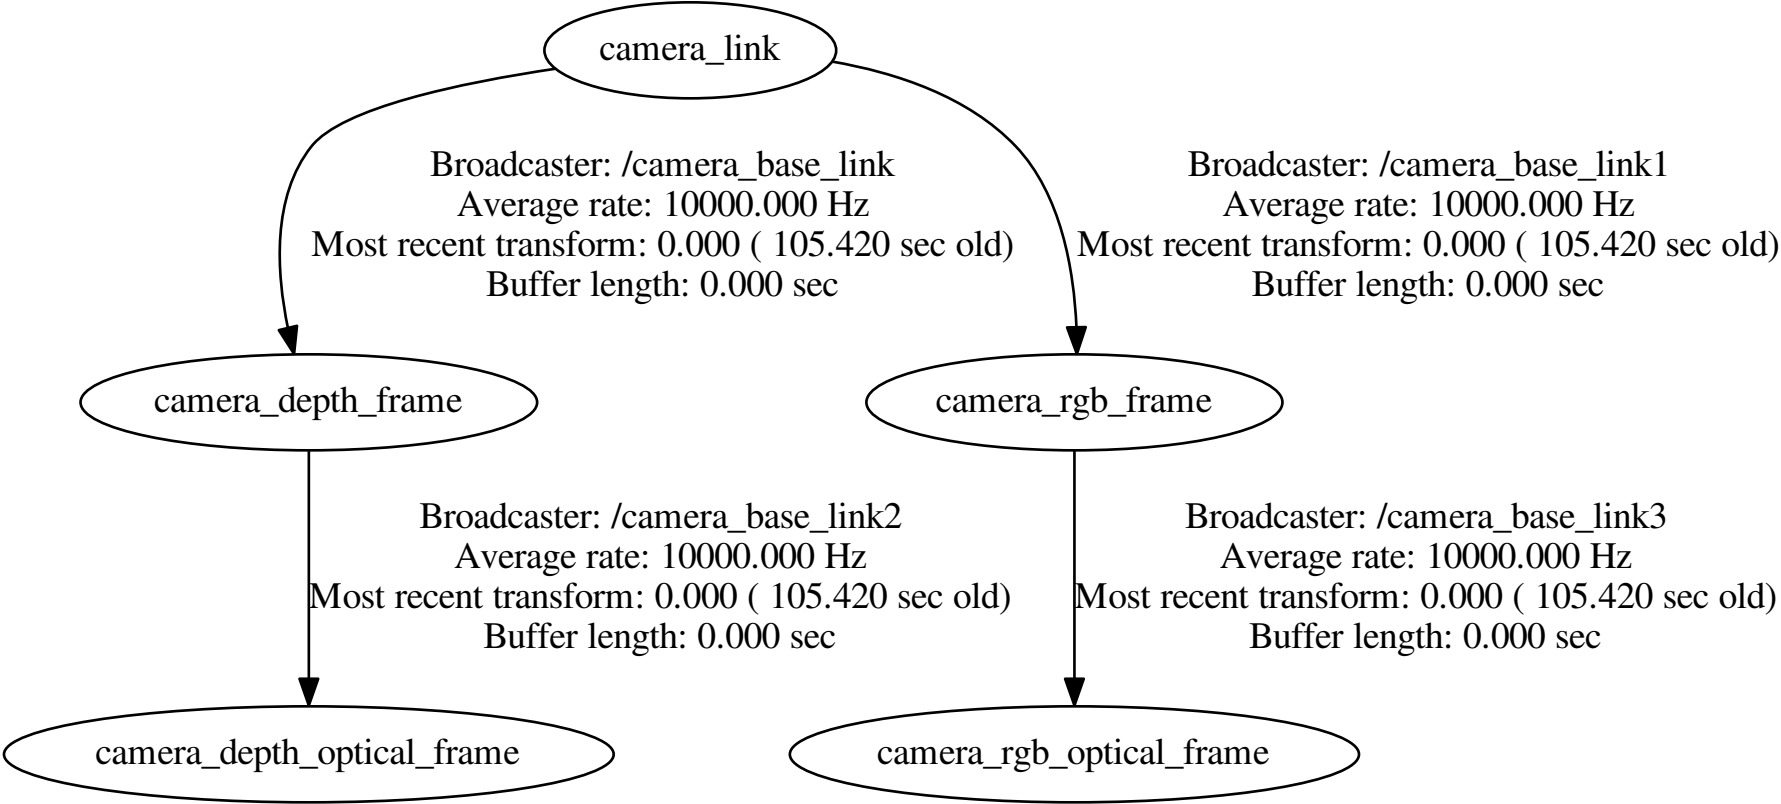 camera_link
Broadcaster: /camera_base_link
Average rate: 10000.000 Hz
Most recent transform: 0.000 ( 105.420 sec old)
Buffer length: 0.000 sec
Broadcaster: /camera_base_link1
Average rate: 10000.000 Hz
Most recent transform: 0.000 ( 105.420 sec old)
Buffer length: 0.000 sec
camera_depth_frame
camera_rgb_frame
Broadcaster: /camera_base_link2
Average rate: 10000.000 Hz
Most recent transform: 0.000 ( 105.420 sec old)
Buffer length: 0.000 sec
Broadcaster: /camera_base_link3
Average rate: 10000.000 Hz
Most recent transform: 0.000 ( 105.420 sec old)
Buffer length: 0.000 sec
camera_depth_optical_frame
camera_rgb_optical_frame